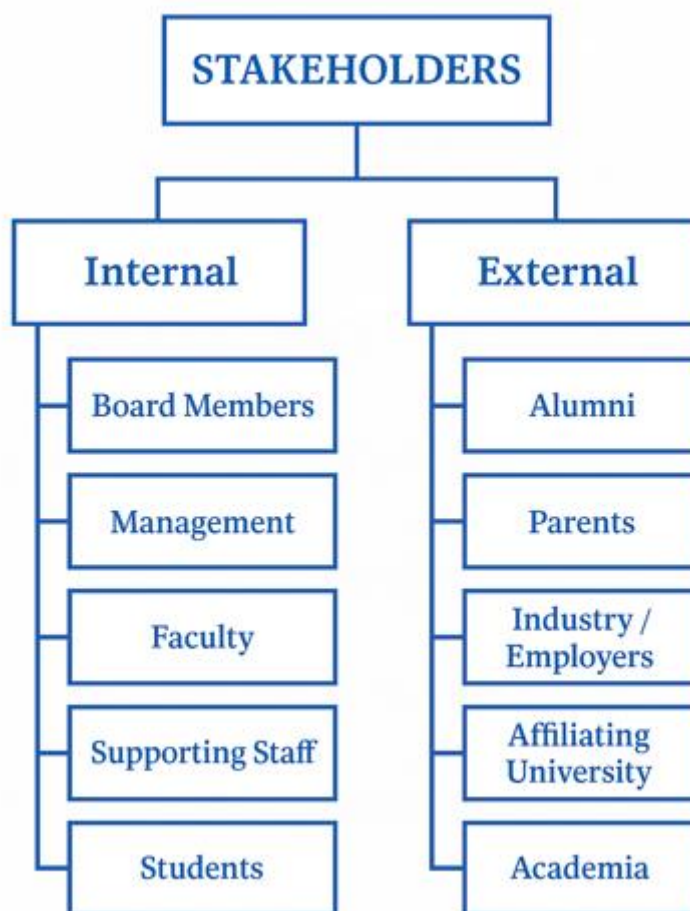 STAKEHOLDERS
Internal
Board Members
Management
Faculty
Supporting Staff
Students
External
Alumni
Parents
Industry /
Employers
Affiliating
University
Academia